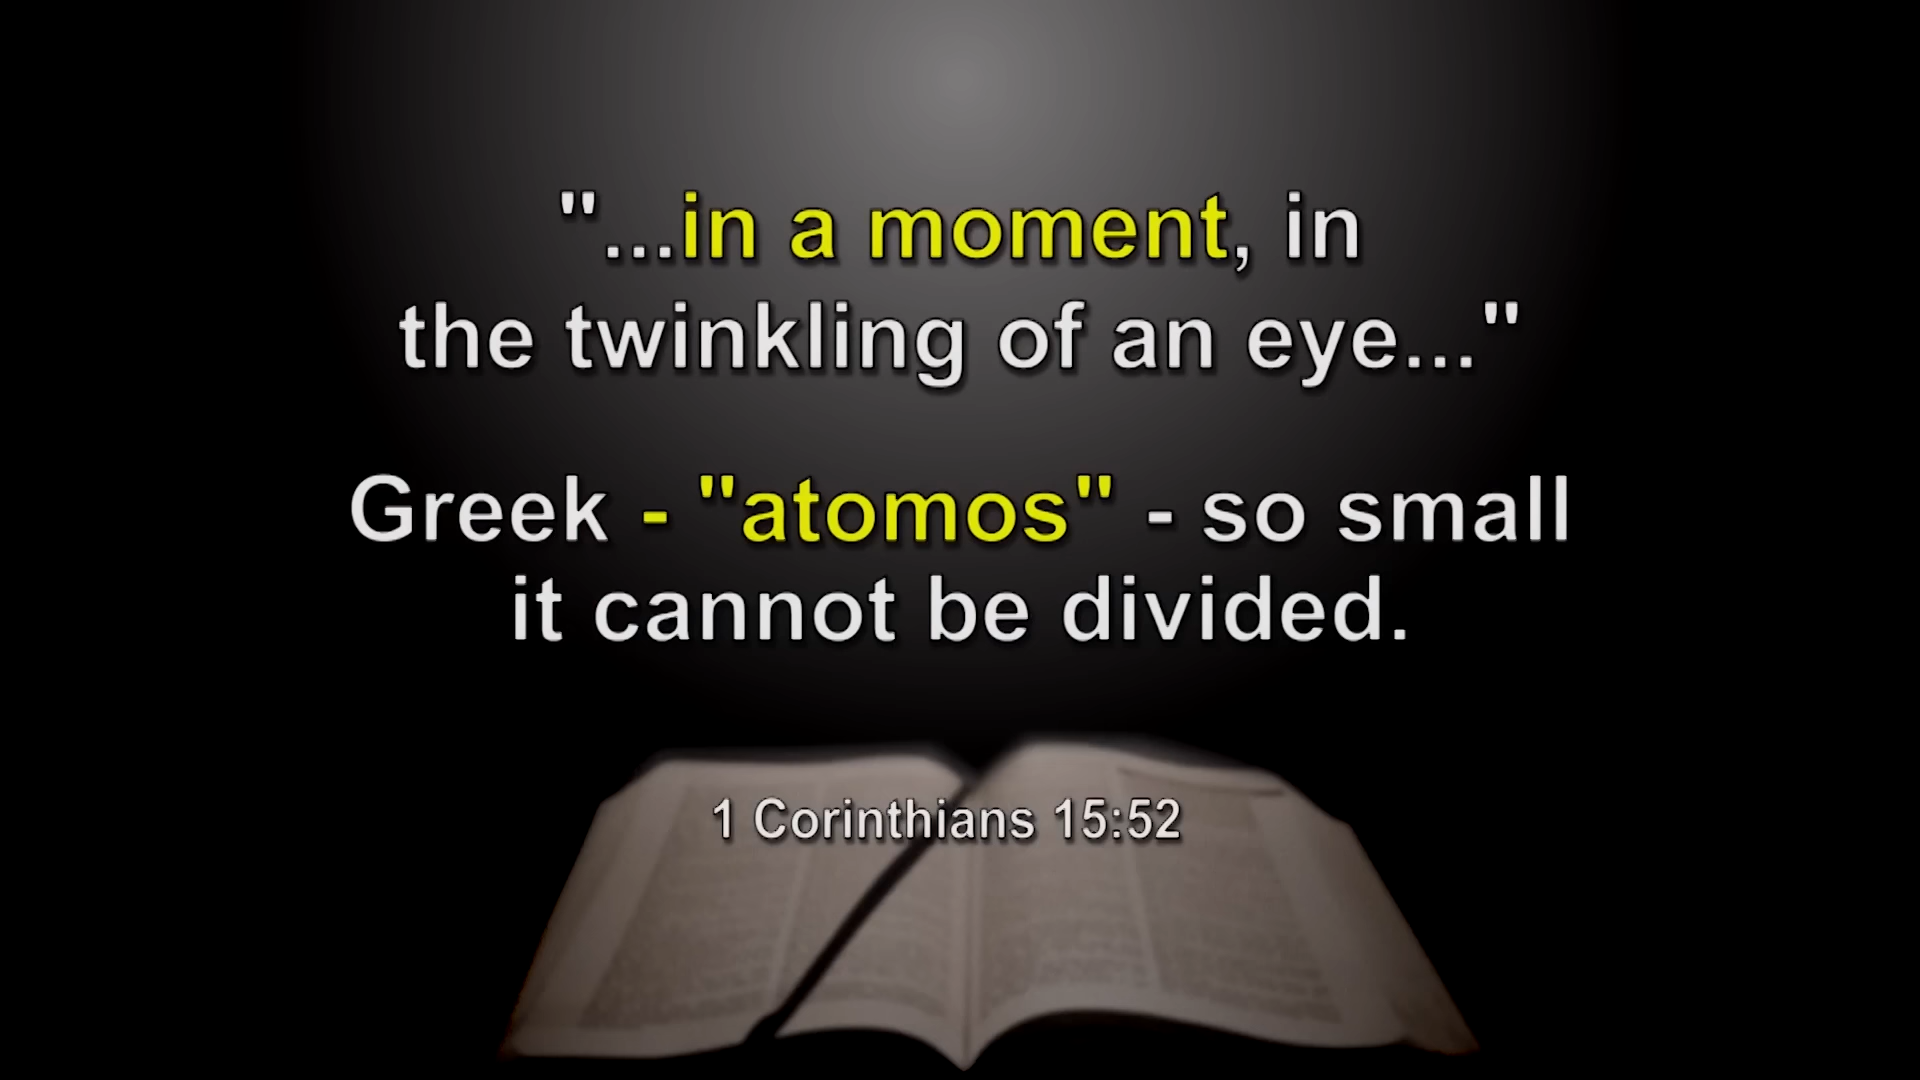 "...in a moment, in
the twinkling of an eye..."
Greek - "atomos" - so small
it cannot be divided.
1 Corinthians 15:52